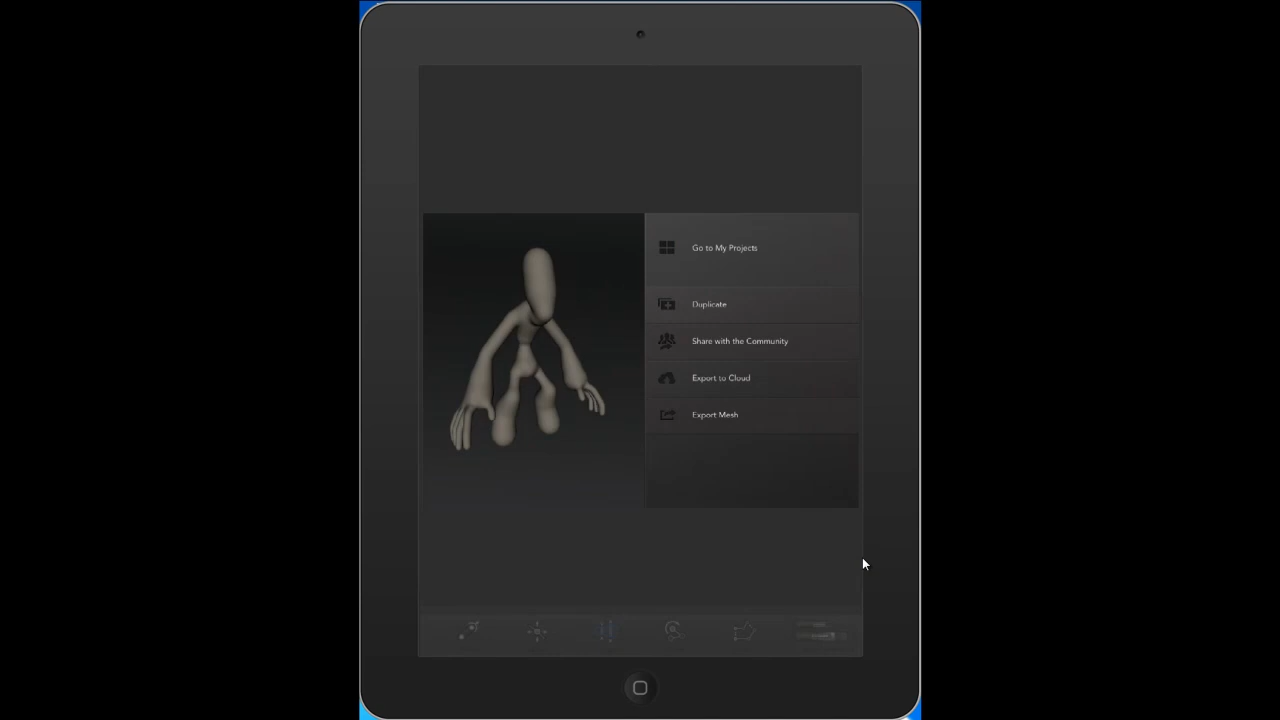 Go to My Projects
Duplicate
Share with the Community
Export to Cloud
Export Mesh